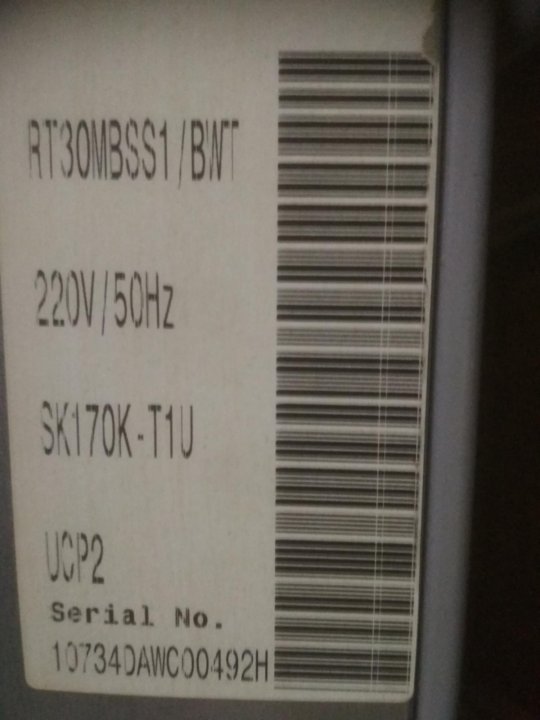 RT30MBSS1/BWT
220V/50Hz
SK170K-T1U
UCP2
Serial No.
10734DAWC00492H